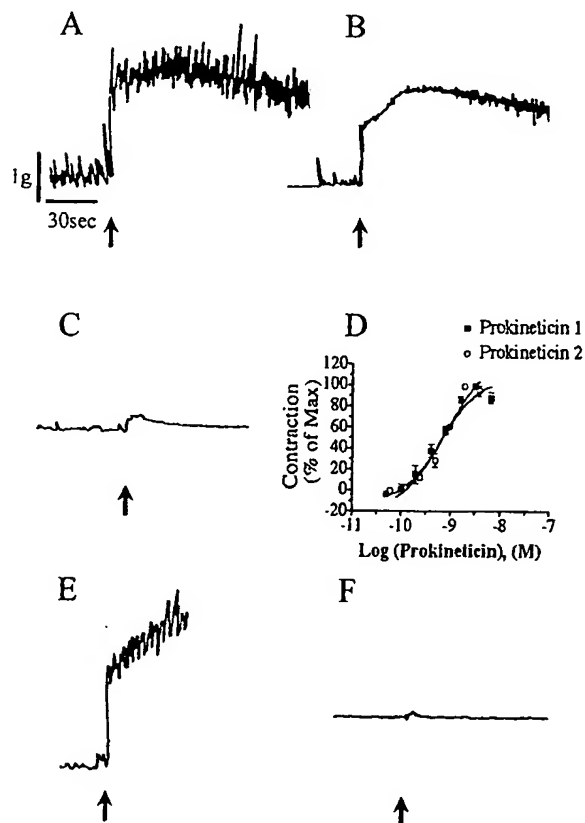 A
B
1g
30sec
C
D
■ Prokineticin 1
○ Prokineticin 2
Contraction
(% of Max)
120
100
80
60
40
20
0
-20
-11 -10 -9 -8 -7
Log (Prokineticin), (M)
E
F